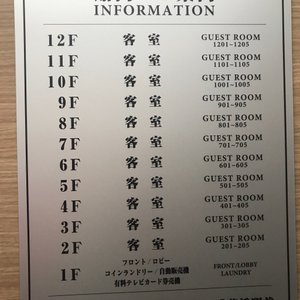 INFORMATION
12F 客室 GUEST ROOM 1201-1205
11F 客室 GUEST ROOM 1101-1105
10F 客室 GUEST ROOM 1001-1005
9F 客室 GUEST ROOM 901-905
8F 客室 GUEST ROOM 801-805
7F 客室 GUEST ROOM 701-705
6F 客室 GUEST ROOM 601-605
5F 客室 GUEST ROOM 501-505
4F 客室 GUEST ROOM 401-405
3F 客室 GUEST ROOM 301-305
2F 客室 GUEST ROOM 201-205
1F フロント/ロビー
コインランドリー/自動販売機
有料テレビカード券売機
FRONT/LOBBY
LAUNDRY